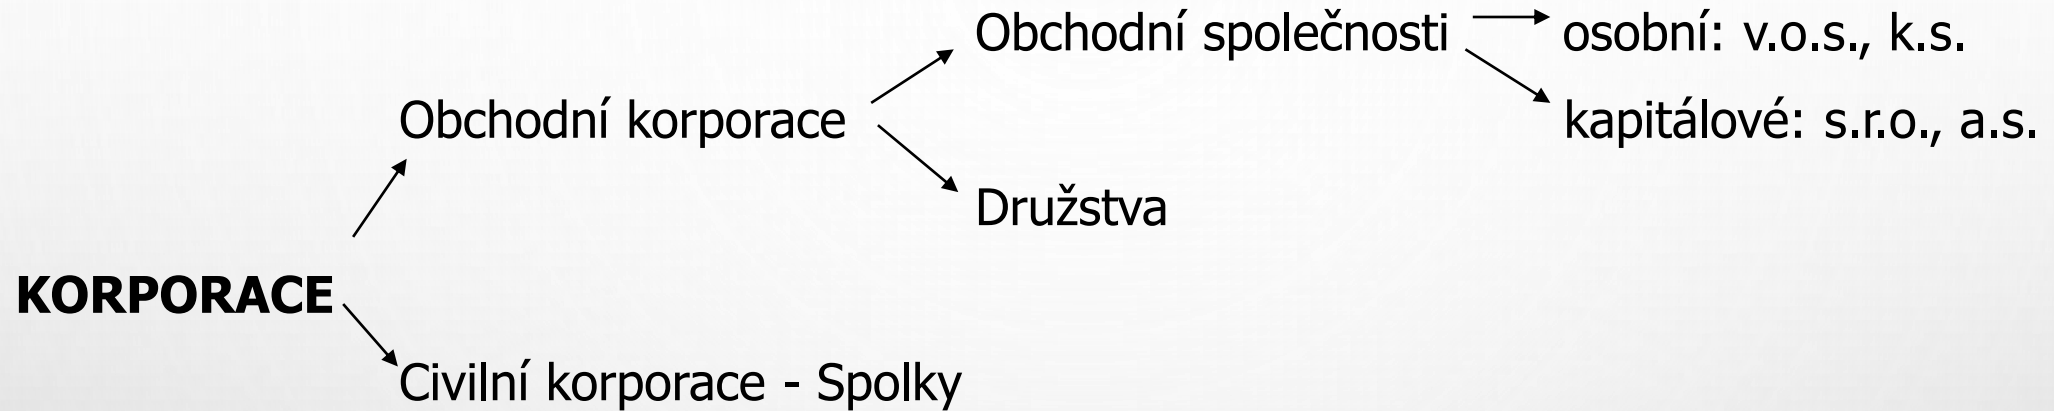 Obchodní společnosti
osobní: v.o.s., k.s.
Obchodní korporace
kapitálové: s.r.o., a.s.
Družstva
KORPORACE
Civilní korporace - Spolky